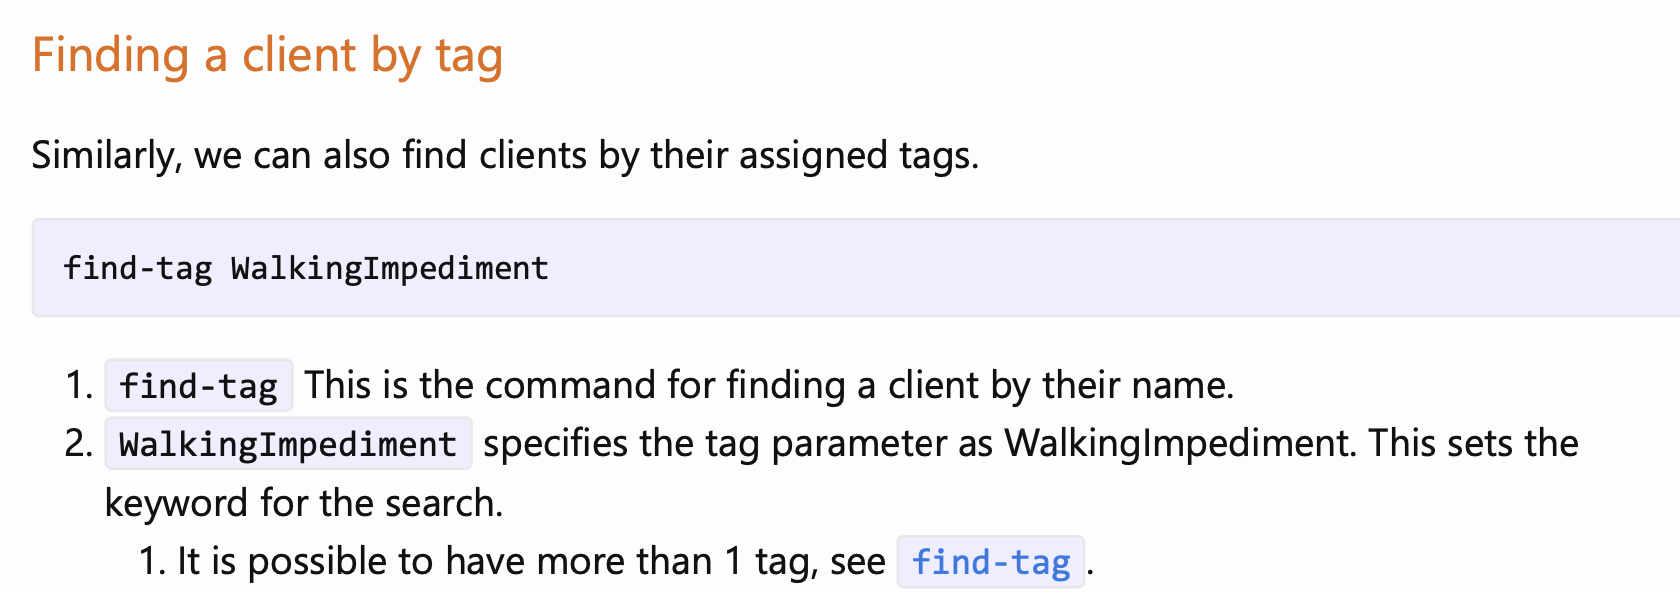 Finding a client by tag
Similarly, we can also find clients by their assigned tags.
find-tag WalkingImpediment
1. find-tag This is the command for finding a client by their name.
2. WalkingImpediment specifies the tag parameter as WalkingImpediment. This sets the
keyword for the search.
1. It is possible to have more than 1 tag, see find-tag.